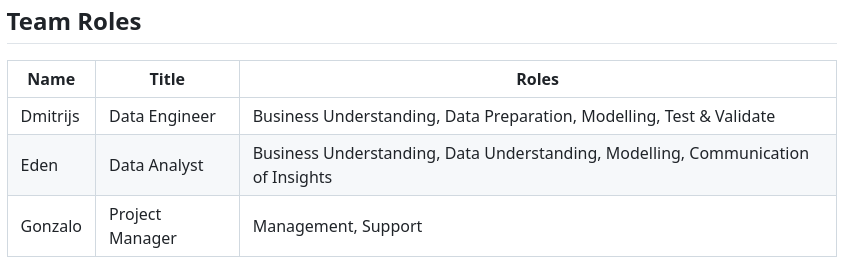 Team Roles
Name Title Roles
Dmitrijs Data Engineer Business Understanding, Data Preparation, Modelling, Test & Validate
Eden Data Analyst Business Understanding, Data Understanding, Modelling, Communication
of Insights
Gonzalo Project
Manager Management, Support